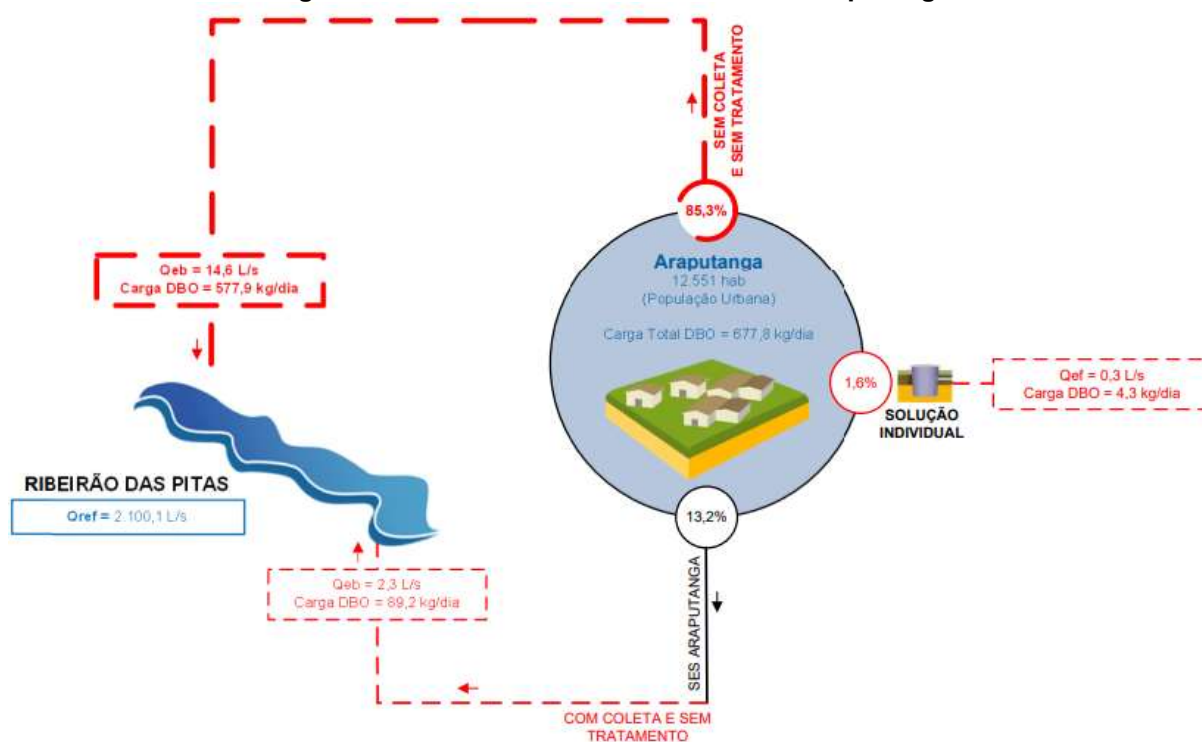 SEM COLETA
E SEM TRATAMENTO
85,3%
Qeb = 14,6 L/s
Carga DBO = 577,9 kg/dia
Araputanga
12.551 hab
(População Urbana)
Carga Total DBO = 677,8 kg/dia
1,6%
SOLUÇÃO
INDIVIDUAL
Qef = 0,3 L/s
Carga DBO = 4,3 kg/dia
RIBEIRÃO DAS PITAS
Qref = 2.100,1 L/s
13,2%
Qeb = 2,3 L/s
Carga DBO = 89,2 kg/dia
SES ARAPUTANGA
COM COLETA E SEM
TRATAMENTO